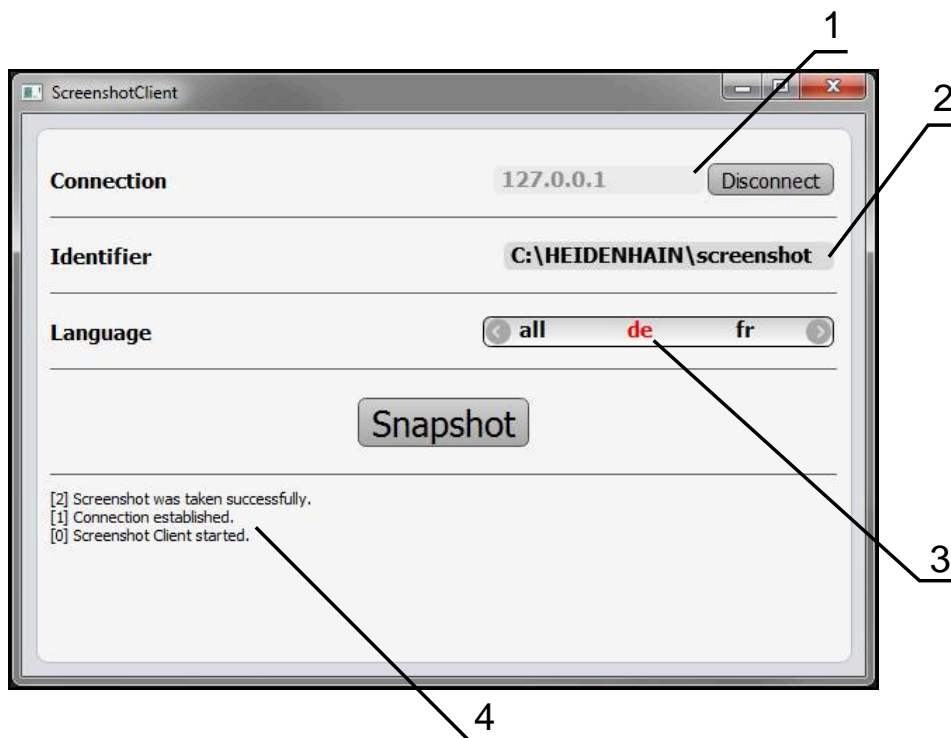 1
ScreenshotClient
2
Connection 127.0.0.1 Disconnect
Identifier C:\HEIDENHAIN\screenshot
Language all de fr
Snapshot
[2] Screenshot was taken successfully.
[1] Connection established.
[0] Screenshot Client started.
3
4